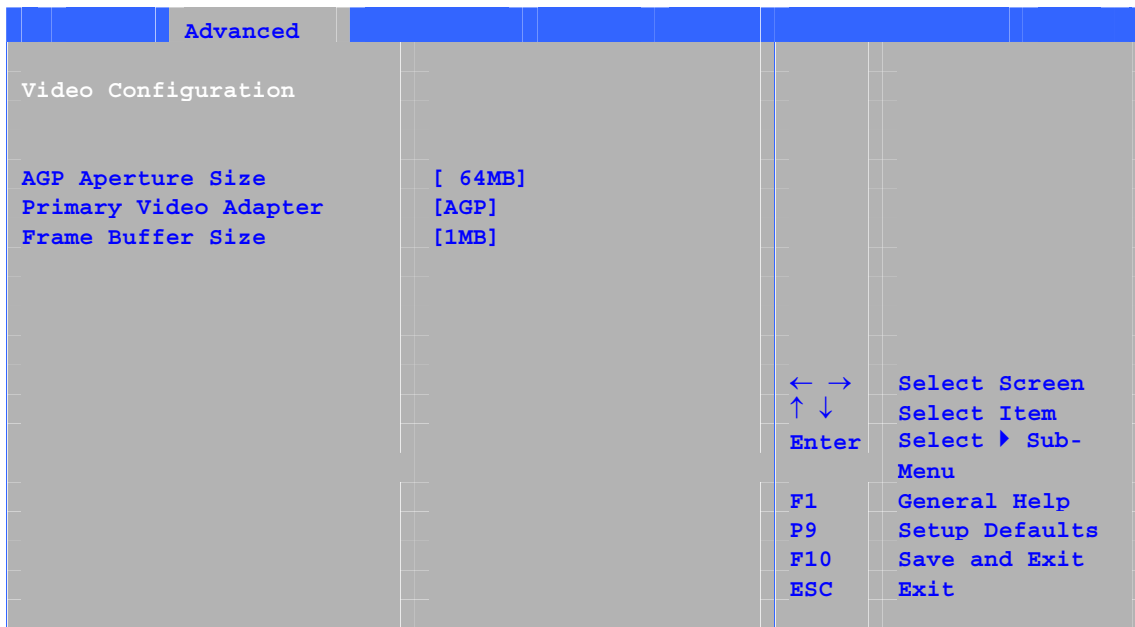 Advanced
Video Configuration
AGP Aperture Size [ 64MB]
Primary Video Adapter [AGP]
Frame Buffer Size [1MB]
← → Select Screen
↑ ↓ Select Item
Enter Select ▶ Sub-
Menu
F1 General Help
P9 Setup Defaults
F10 Save and Exit
ESC Exit